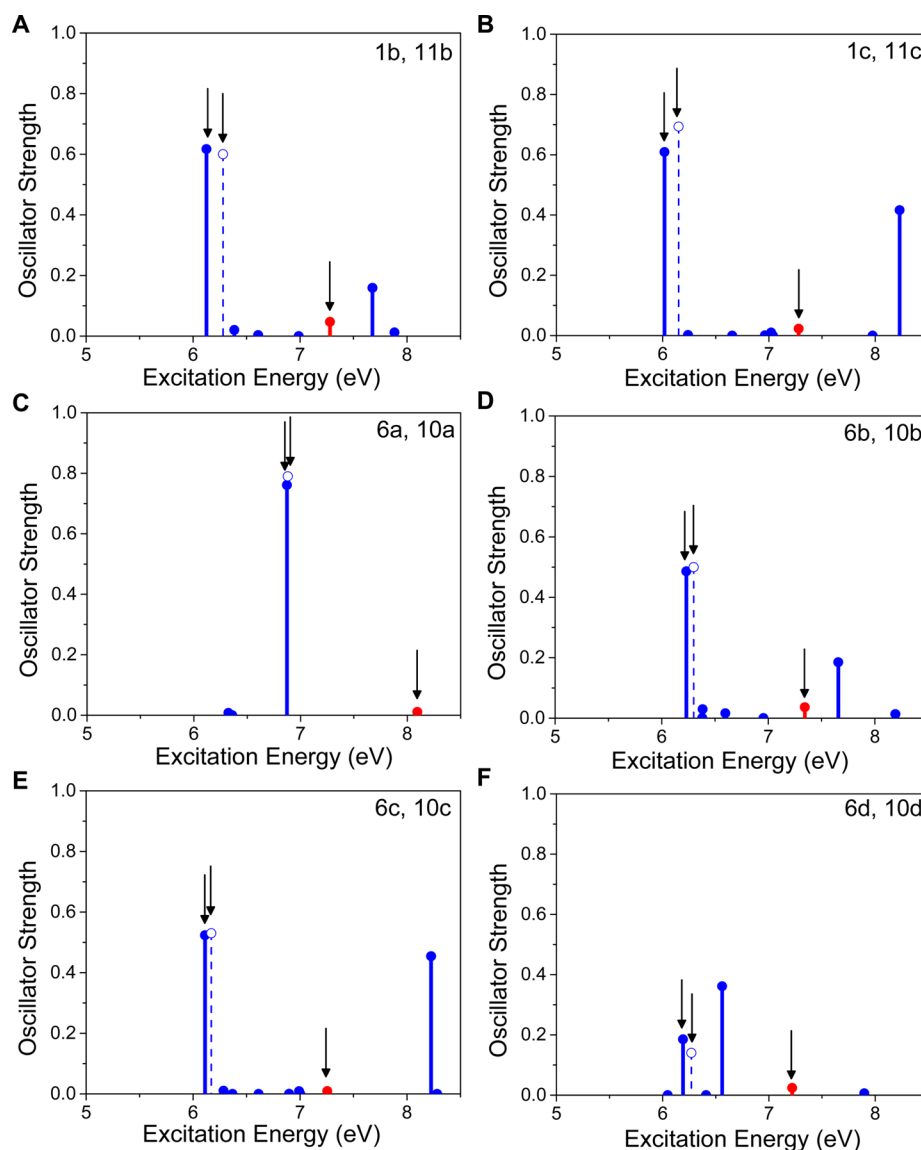 A
1b, 11b
1.0
0.8
0.6
0.4
0.2
0.0
Oscillator Strength
5 6 7 8
Excitation Energy (eV)
B
1c, 11c
1.0
0.8
0.6
0.4
0.2
0.0
Oscillator Strength
5 6 7 8
Excitation Energy (eV)
C
6a, 10a
1.0
0.8
0.6
0.4
0.2
0.0
Oscillator Strength
5 6 7 8
Excitation Energy (eV)
D
6b, 10b
1.0
0.8
0.6
0.4
0.2
0.0
Oscillator Strength
5 6 7 8
Excitation Energy (eV)
E
6c, 10c
1.0
0.8
0.6
0.4
0.2
0.0
Oscillator Strength
5 6 7 8
Excitation Energy (eV)
F
6d, 10d
1.0
0.8
0.6
0.4
0.2
0.0
Oscillator Strength
5 6 7 8
Excitation Energy (eV)